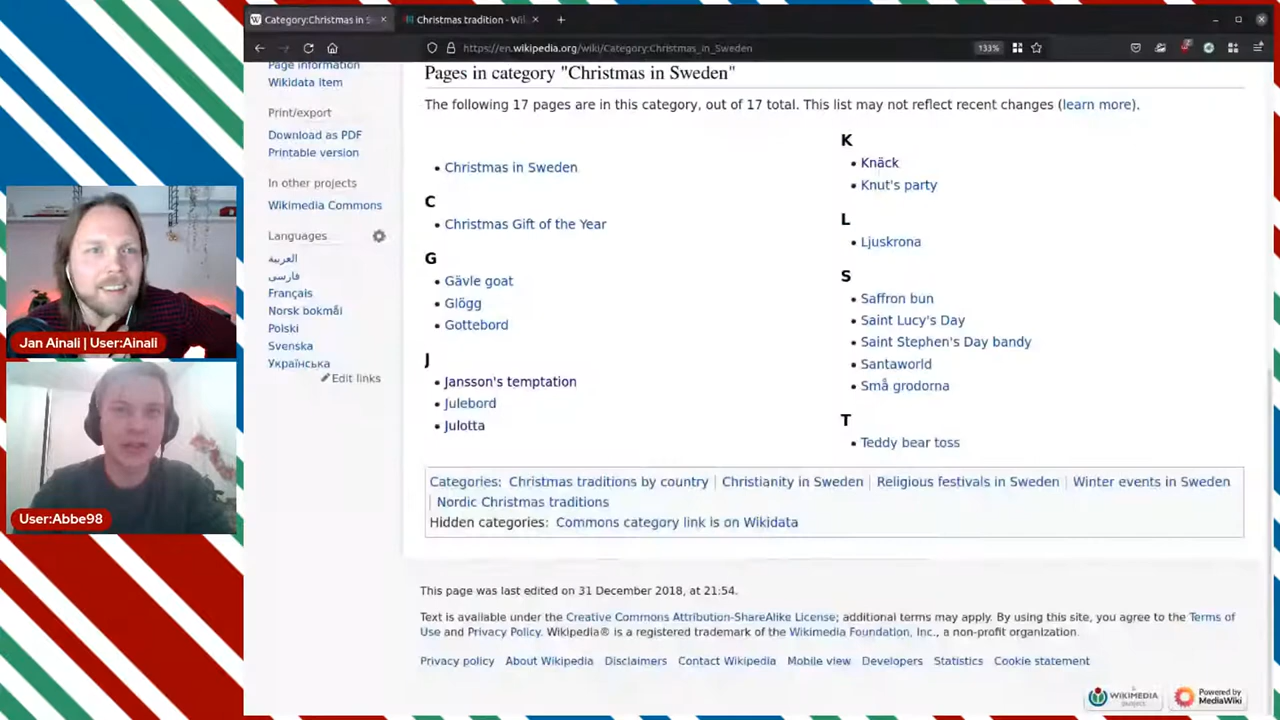 Category:Christmas in S
Christmas tradition - Wi
https://en.wikipedia.org/wiki/Category:Christmas_in_Sweden
133%
Page information
Wikidata item
Print/export
Download as PDF
Printable version
In other projects
Wikimedia Commons
Languages
العربية
فارسی
Français
Norsk bokmål
Polski
Svenska
Українська
Edit links
Jan Ainali | User:Ainali
User:Abbe98
Pages in category "Christmas in Sweden"
The following 17 pages are in this category, out of 17 total. This list may not reflect recent changes (learn more).
Christmas in Sweden
C
Christmas Gift of the Year
G
Gävle goat
Glögg
Gottebord
J
Jansson's temptation
Julebord
Julotta
K
Knäck
Knut's party
L
Ljuskrona
S
Saffron bun
Saint Lucy's Day
Saint Stephen's Day bandy
Santaworld
Små grodorna
T
Teddy bear toss
Categories: Christmas traditions by country | Christianity in Sweden | Religious festivals in Sweden | Winter events in Sweden
| Nordic Christmas traditions
Hidden categories: Commons category link is on Wikidata
This page was last edited on 31 December 2018, at 21:54.
Text is available under the Creative Commons Attribution-ShareAlike License; additional terms may apply. By using this site, you agree to the Terms of
Use and Privacy Policy. Wikipedia® is a registered trademark of the Wikimedia Foundation, Inc., a non-profit organization.
Privacy policy About Wikipedia Disclaimers Contact Wikipedia Mobile view Developers Statistics Cookie statement
WIKIMEDIA
Powered by
MediaWiki